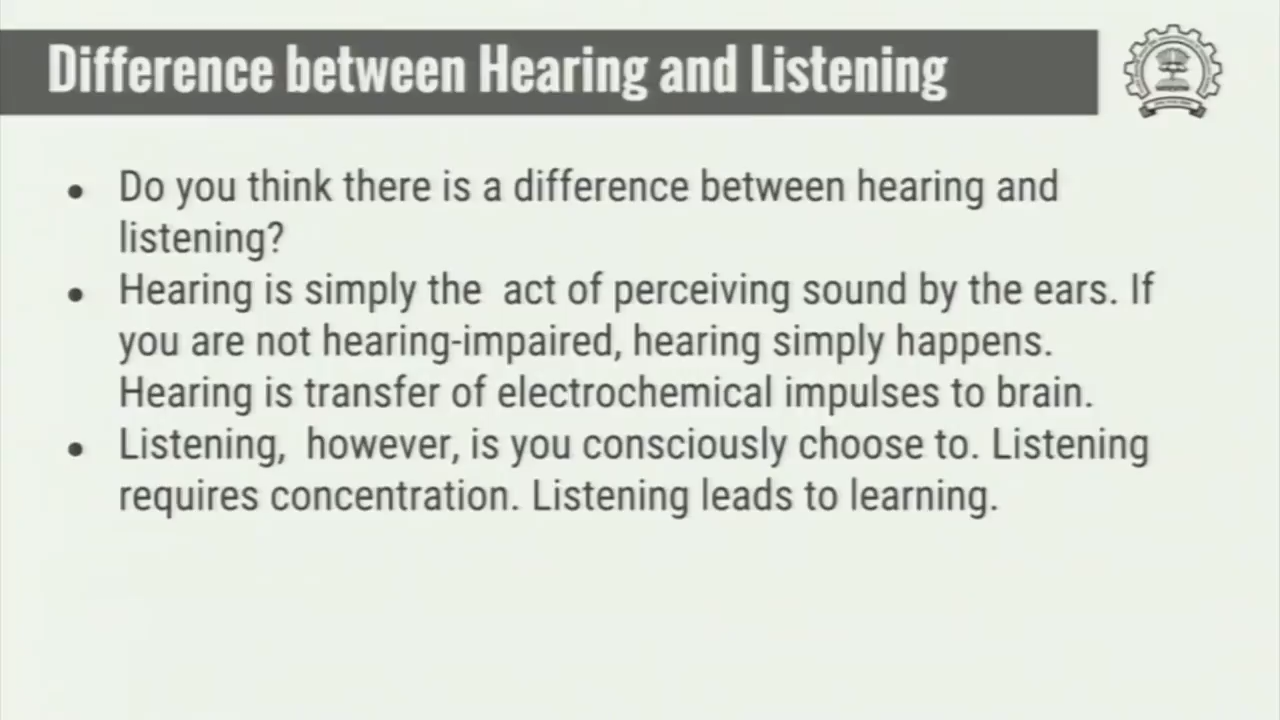 Difference between Hearing and Listening
● Do you think there is a difference between hearing and
listening?
● Hearing is simply the  act of perceiving sound by the ears. If
you are not hearing-impaired, hearing simply happens.
Hearing is transfer of electrochemical impulses to brain.
● Listening,  however, is you consciously choose to. Listening
requires concentration. Listening leads to learning.